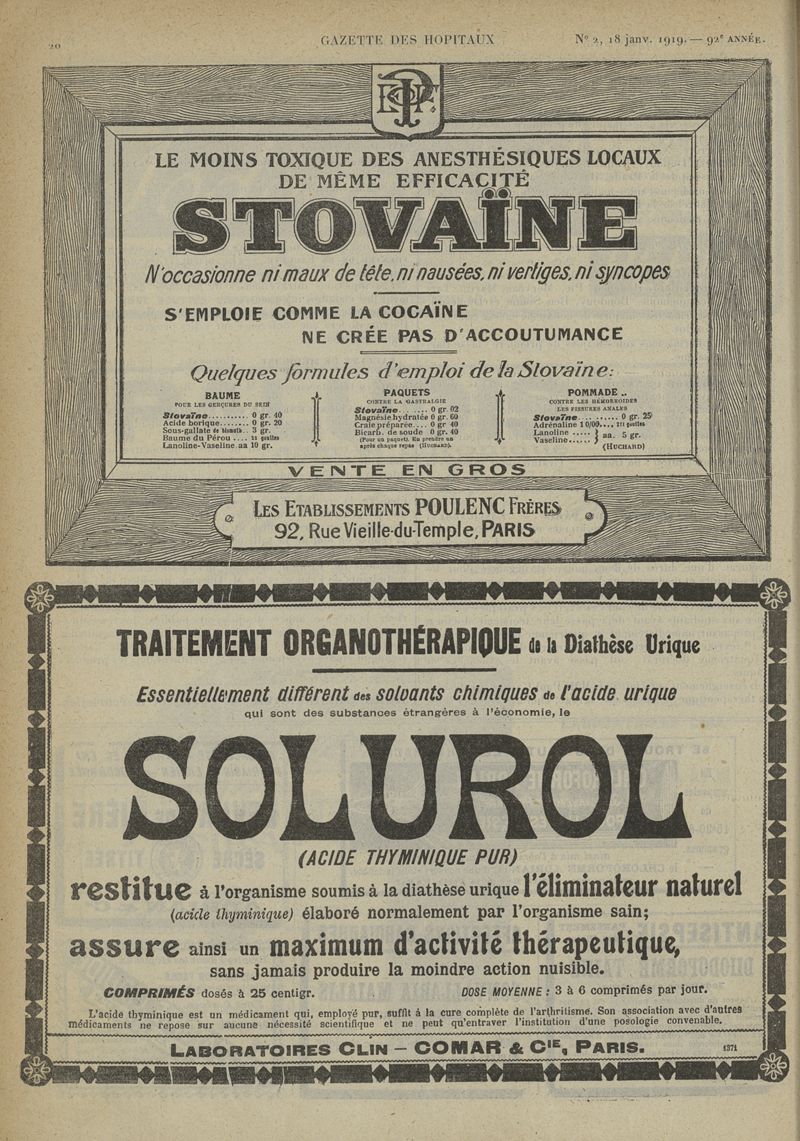 20
GAZETTE DES HOPITAUX
N° 2, 18 janv. 1919. — 92e ANNÉE.
LE MOINS TOXIQUE DES ANESTHÉSIQUES LOCAUX
DE MÊME EFFICACITÉ
STOVAÏNE
N'occasionne ni maux de tête, ni nausées, ni vertiges, ni syncopes
S'EMPLOIE COMME LA COCAÏNE
NE CRÉE PAS D'ACCOUTUMANCE
Quelques formules d'emploi de la Stovaïne:
BAUME
POUR LES GERÇURES DU SEIN
Stovaïne........... 0 gr. 40
Acide borique....... 0 gr. 20
Sous-gallate de bismuth.. 3 gr.
Baume du Pérou .... gouttes
Lanoline-Vaseline aa 10 gr.
PAQUETS
CONTRE LA GASTRALGIE
Stovaïne....... 0 gr. 02
Magnésie hydratée 0 gr. 60
Craie préparée.... 0 gr 40
Bicarb. de soude 0 gr. 40
(Pour un paquet). En prendre un
après chaque repas (HUCHARD).
POMMADE ..
CONTRE LES HÉMORROIDES
LES FISSURES ANALES
Stovaïne........... 0 gr. 25
Adrénaline gouttes
Lanoline .....
Vaseline...... } aa. 5 gr.
(HUCHARD)
VENTE EN GROS
LES ETABLISSEMENTS POULENC FRÈRES
92, Rue Vieille-du-Temple, PARIS
TRAITEMENT ORGANOTHÉRAPIQUE de la Diathèse Urique
Essentiellement différent des solvants chimiques de l'acide urique
qui sont des substances étrangères à l'économie, le
SOLUROL
(ACIDE THYMINIQUE PUR)
restitue à l'organisme soumis à la diathèse urique l'éliminateur naturel
(acide thyminique) élaboré normalement par l'organisme sain;
assure ainsi un maximum d'activité thérapeutique,
sans jamais produire la moindre action nuisible.
COMPRIMÉS dosés à 25 centigr.
DOSE MOYENNE : 3 à 6 comprimés par jour.
L'acide thyminique est un médicament qui, employé pur, suffit à la cure complète de l'arthritisme. Son association avec d'autres
médicaments ne repose sur aucune nécessité scientifique et ne peut qu'entraver l'institution d'une posologie convenable.
LABORATOIRES CLIN — COMAR & CIE, PARIS.
1371